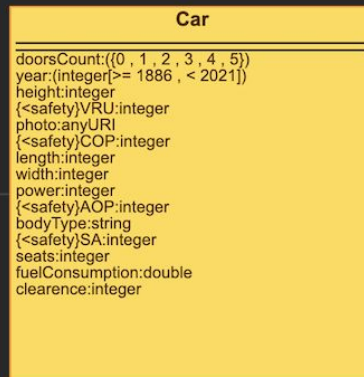 Car
doorsCount:({0 , 1 , 2 , 3 , 4 , 5})
year:(integer[>= 1886 , < 2021])
height:integer
{<safety}VRU:integer
photo:anyURI
{<safety}COP:integer
length:integer
width:integer
power:integer
{<safety}AOP:integer
bodyType:string
{<safety}SA:integer
seats:integer
fuelConsumption:double
clearence:integer